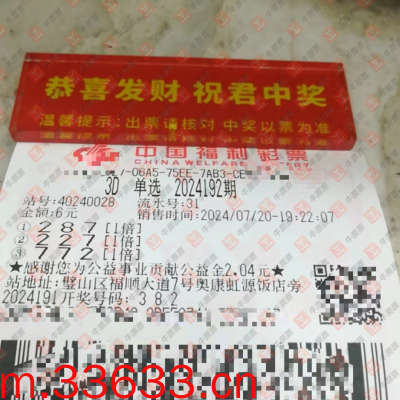 恭喜发财 祝君中奖
温馨提示:出票请核对 中奖以票为准
中国福利彩票
CHINA WELFARE LOTTERY
7-06A5-75EE-7AB3-CE
3D 单选 2024192期
站号:40240028 流水号:31
金额:6元 销售时间:2024/07/20-19:22:07
① 2 8 7 [1倍]
② 2 2 7 [1倍]
③ 7 7 2 [1倍]
★感谢您为公益事业贡献公益金2.04元★
站地址:璧山区福顺大道7号奥康虹源饭店旁
2024191开奖号码:3 8 2
m.33633.cn